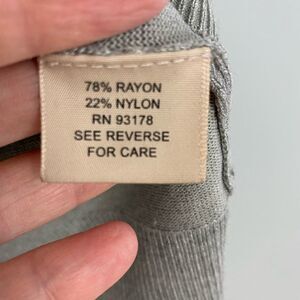 78% RAYON
22% NYLON
RN 93178
SEE REVERSE
FOR CARE